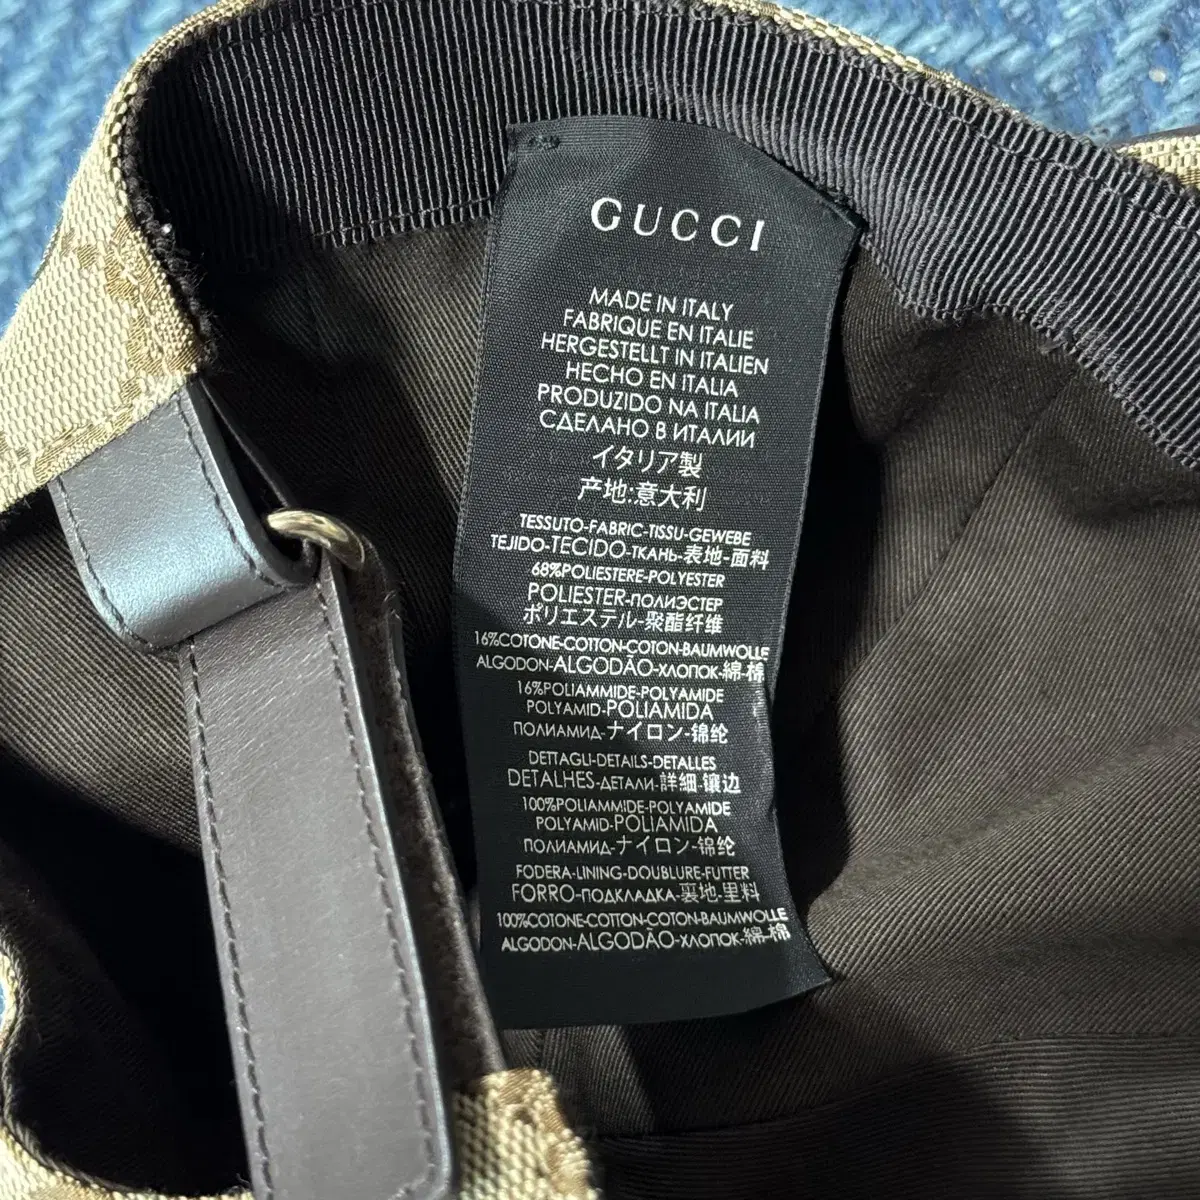 GUCCI
MADE IN ITALY
FABRIQUE EN ITALIE
HERGESTELLT IN ITALIEN
HECHO EN ITALIA
PRODUZIDO NA ITALIA
СДЕЛАНО В ИТАЛИИ
イタリア製
产地:意大利
TESSUTO-FABRIC-TISSU-GEWEBE
TEJIDO-TECIDO-ТКАНЬ-表地-面料
68%POLIESTERE-POLYESTER
POLIESTER-ПОЛИЭСТЕР
ポリエステル-聚酯纤维
16%COTONE-COTTON-COTON-BAUMWOLLE
ALGODON-ALGODÃO-ХЛОПОК-綿-棉
16%POLIAMMIDE-POLYAMIDE
POLYAMID-POLIAMIDA
ПОЛИАМИД-ナイロン-锦纶
DETTAGLI-DETAILS-DETALLES
DETALHES-ДЕТАЛИ-詳細-镶边
100%POLIAMMIDE-POLYAMIDE
POLYAMID-POLIAMIDA
ПОЛИАМИД-ナイロン-锦纶
FODERA-LINING-DOUBLURE-FUTTER
FORRO-ПОДКЛАДКА-裏地-里料
100%COTONE-COTTON-COTON-BAUMWOLLE
ALGODON-ALGODÃO-ХЛОПОК-綿-棉